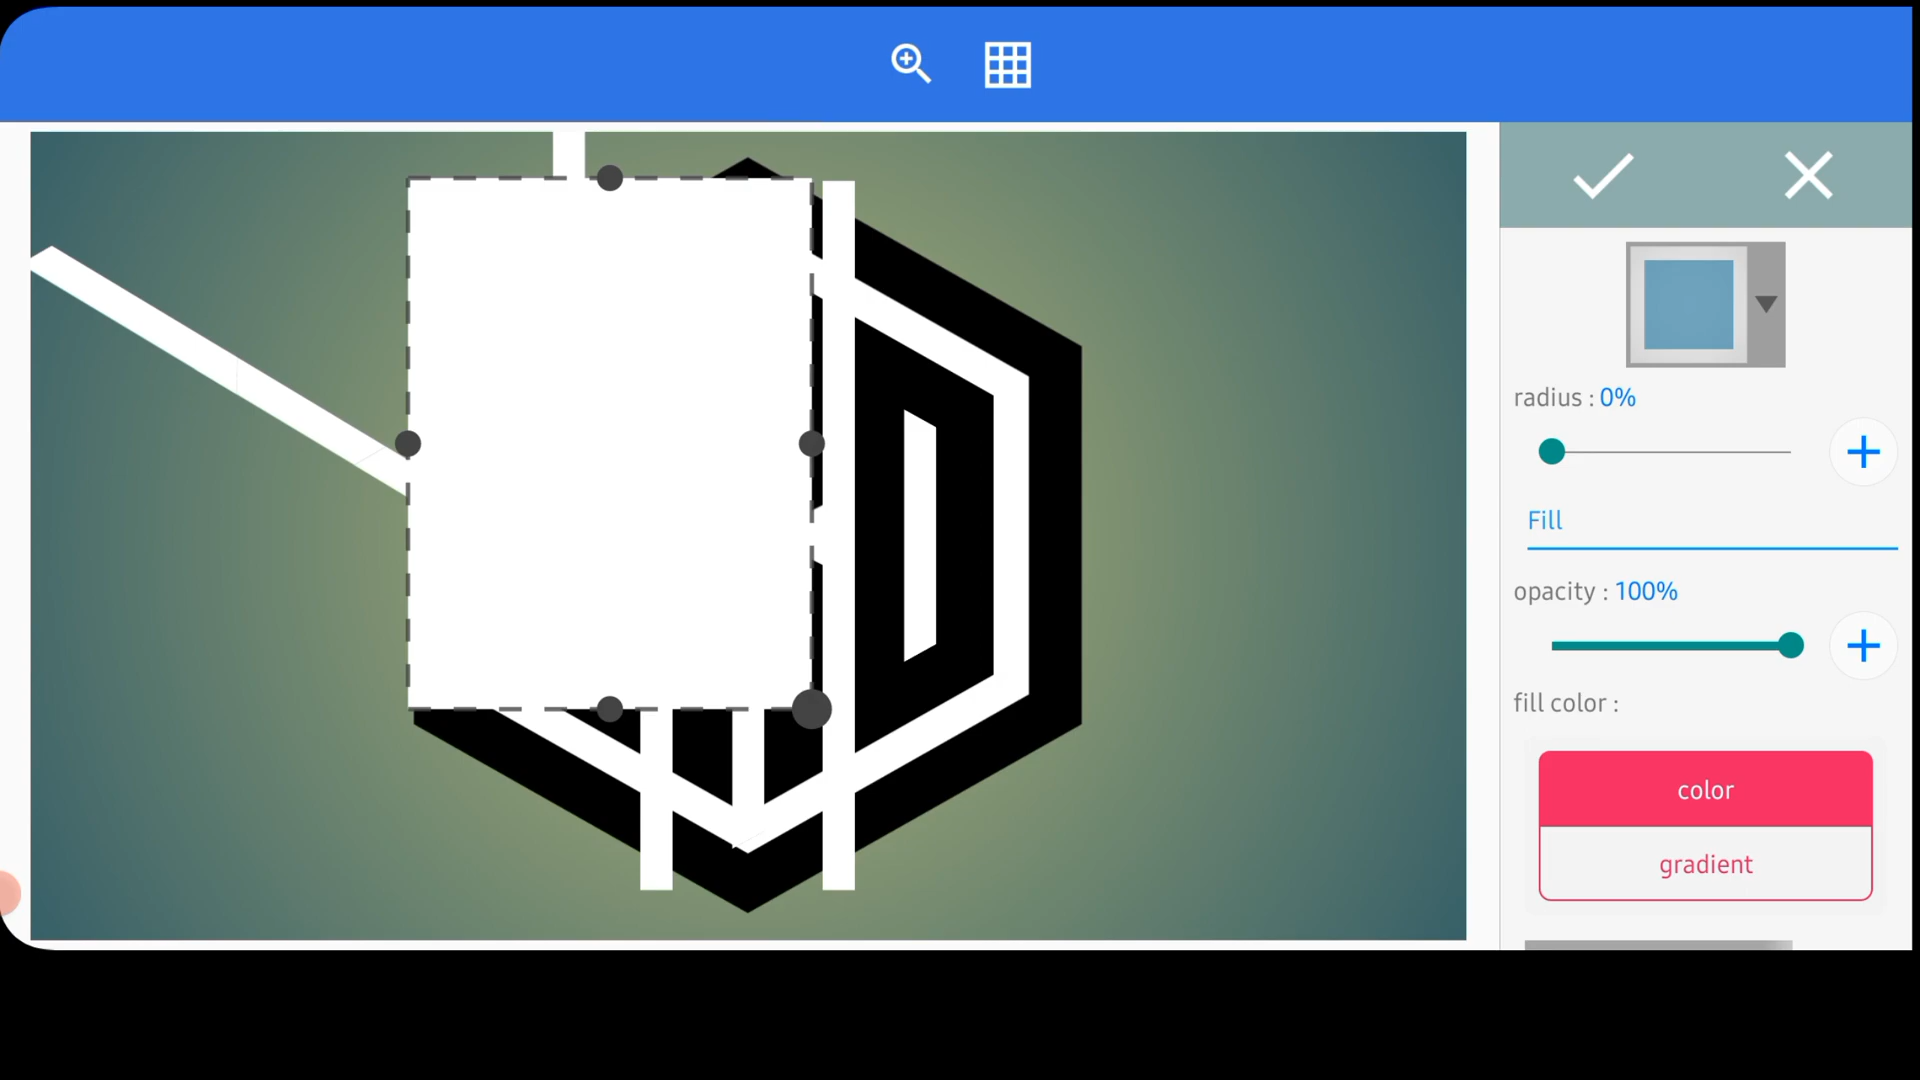 radius : 0%
Fill
opacity : 100%
fill color :
color
gradient